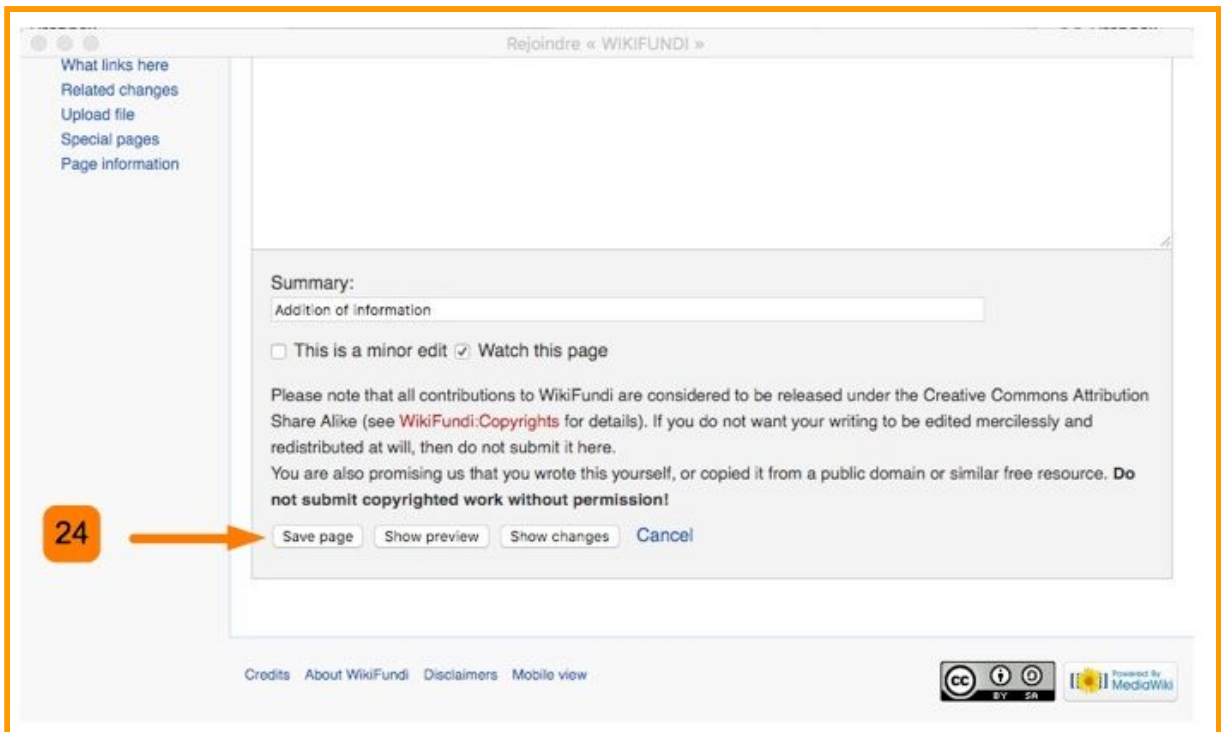 Rejoindre « WIKIFUNDI »
What links here
Related changes
Upload file
Special pages
Page information
Summary:
Addition of information
This is a minor edit Watch this page
Please note that all contributions to WikiFundi are considered to be released under the Creative Commons Attribution
Share Alike (see WikiFundi:Copyrights for details). If you do not want your writing to be edited mercilessly and
redistributed at will, then do not submit it here.
You are also promising us that you wrote this yourself, or copied it from a public domain or similar free resource. Do
not submit copyrighted work without permission!
24
Save page Show preview Show changes Cancel
Credits About WikiFundi Disclaimers Mobile view
cc BY SA
Powered By
MediaWiki